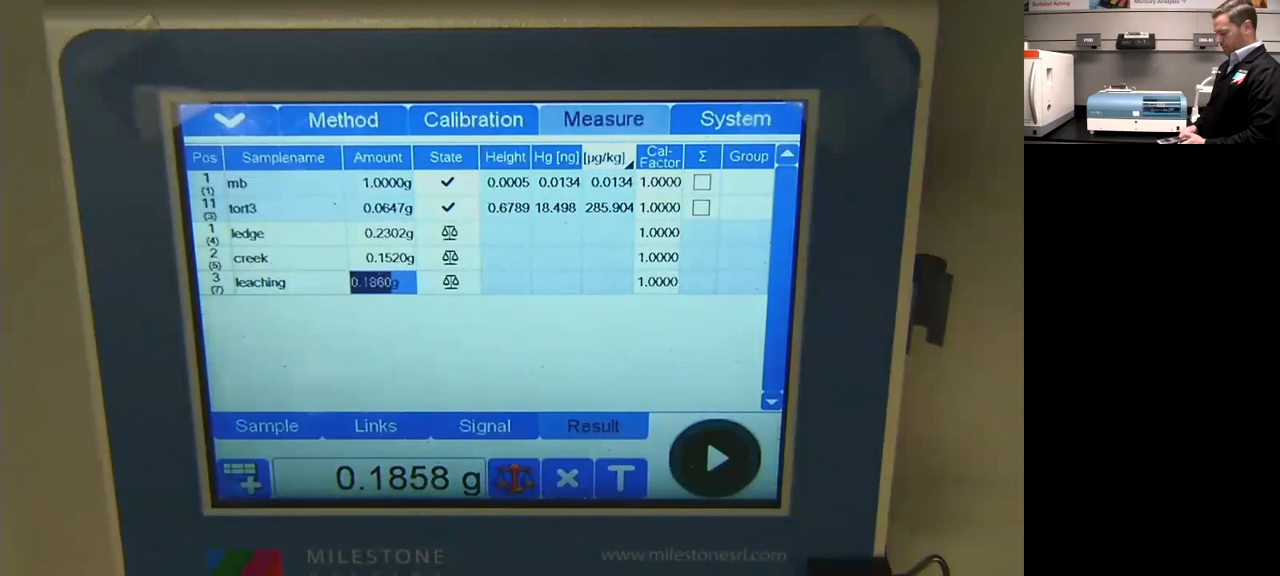 Method Calibration Measure System
Pos Samplename Amount State Height Hg [ng] [µg/kg] Cal-Factor Σ Group
1 (1) mb 1.0000g 0.0005 0.0134 0.0134 1.0000
11 (3) tort3 0.0647g 0.6789 18.498 285.904 1.0000
1 (4) ledge 0.2302g 1.0000
2 (5) creek 0.1520g 1.0000
3 (7) leaching 0.1860g 1.0000
Sample Links Signal Result
0.1858 g T
MILESTONE www.milestonesrl.com
Mercury Analysis